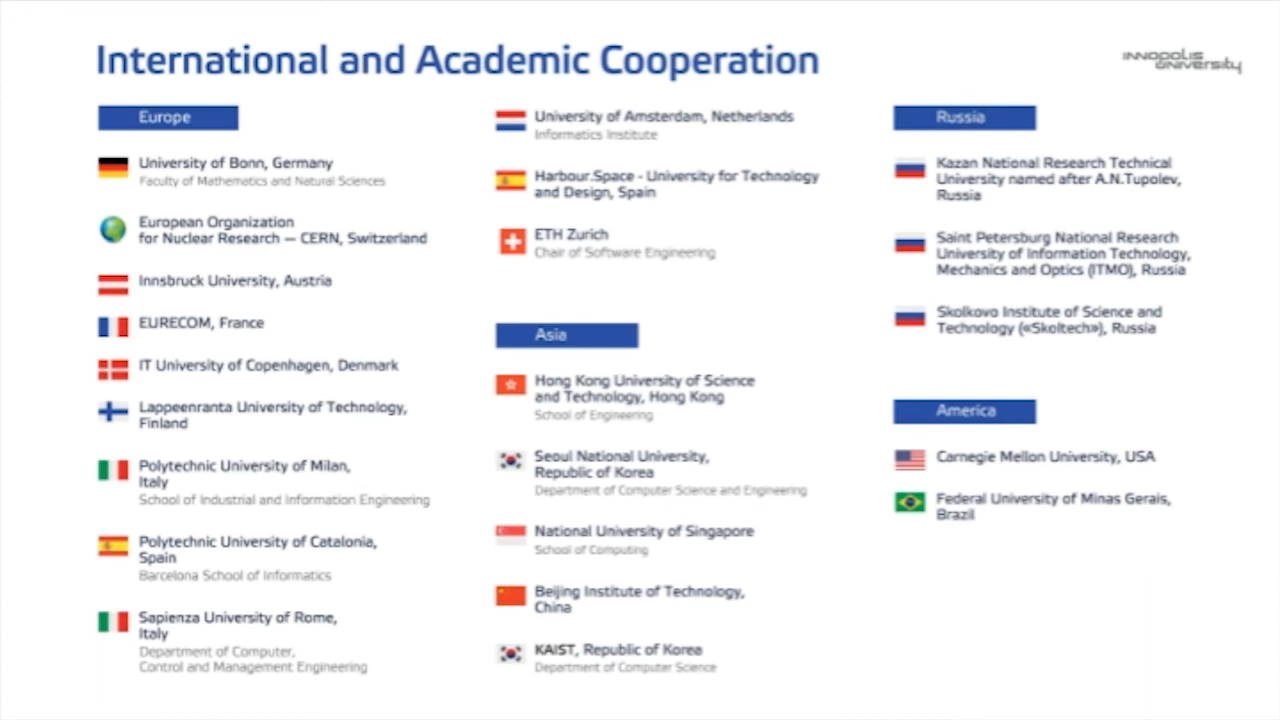 International and Academic Cooperation
INNOPOLIS
UNIVERSITY
Europe
University of Bonn, Germany
Faculty of Mathematics and Natural Sciences
European Organization
for Nuclear Research — CERN, Switzerland
Innsbruck University, Austria
EURECOM, France
IT University of Copenhagen, Denmark
Lappeenranta University of Technology,
Finland
Polytechnic University of Milan,
Italy
School of Industrial and Information Engineering
Polytechnic University of Catalonia,
Spain
Barcelona School of Informatics
Sapienza University of Rome,
Italy
Department of Computer,
Control and Management Engineering
University of Amsterdam, Netherlands
Informatics Institute
Harbour.Space - University for Technology
and Design, Spain
ETH Zurich
Chair of Software Engineering
Asia
Hong Kong University of Science
and Technology, Hong Kong
School of Engineering
Seoul National University,
Republic of Korea
Department of Computer Science and Engineering
National University of Singapore
School of Computing
Beijing Institute of Technology,
China
KAIST, Republic of Korea
Department of Computer Science
Russia
Kazan National Research Technical
University named after A.N.Tupolev,
Russia
Saint Petersburg National Research
University of Information Technology,
Mechanics and Optics (ITMO), Russia
Skolkovo Institute of Science and
Technology («Skoltech»), Russia
America
Carnegie Mellon University, USA
Federal University of Minas Gerais,
Brazil